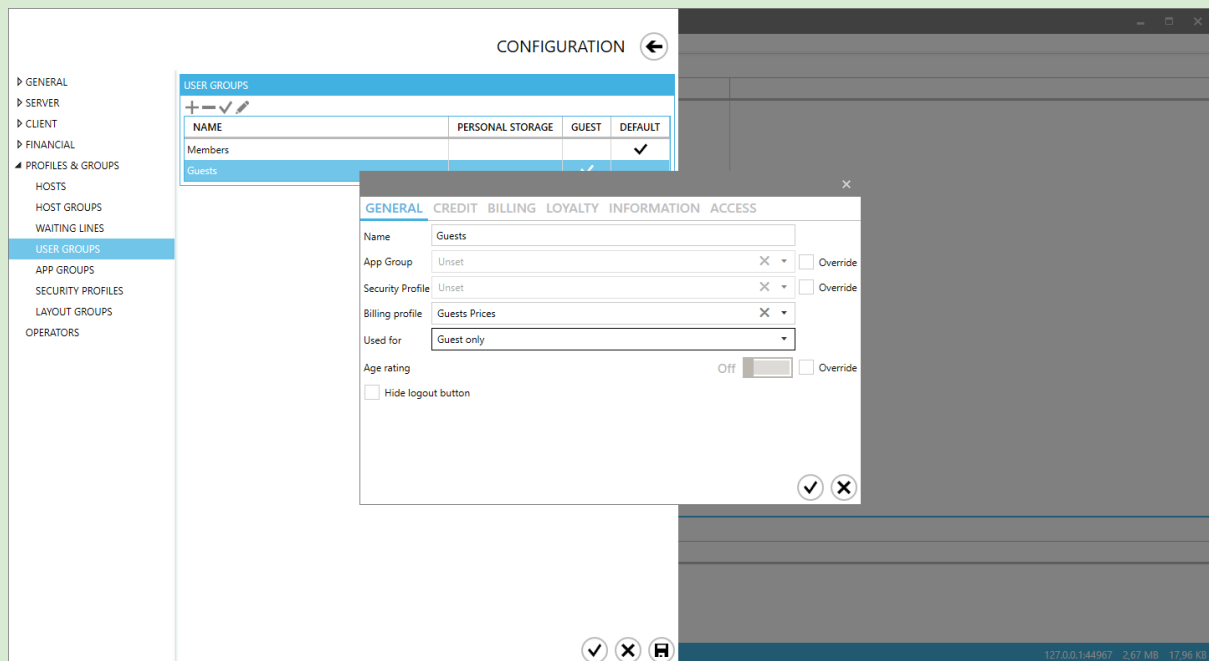 CONFIGURATION
GENERAL
SERVER
CLIENT
FINANCIAL
PROFILES & GROUPS
HOSTS
HOST GROUPS
WAITING LINES
USER GROUPS
APP GROUPS
SECURITY PROFILES
LAYOUT GROUPS
OPERATORS
USER GROUPS
NAME PERSONAL STORAGE GUEST DEFAULT
Members
Guests
GENERAL CREDIT BILLING LOYALTY INFORMATION ACCESS
Name Guests
App Group Unset Override
Security Profile Unset Override
Billing profile Guests Prices
Used for Guest only
Age rating Off Override
Hide logout button
127.0.0.1:44967 2,67 MB 17,96 KB